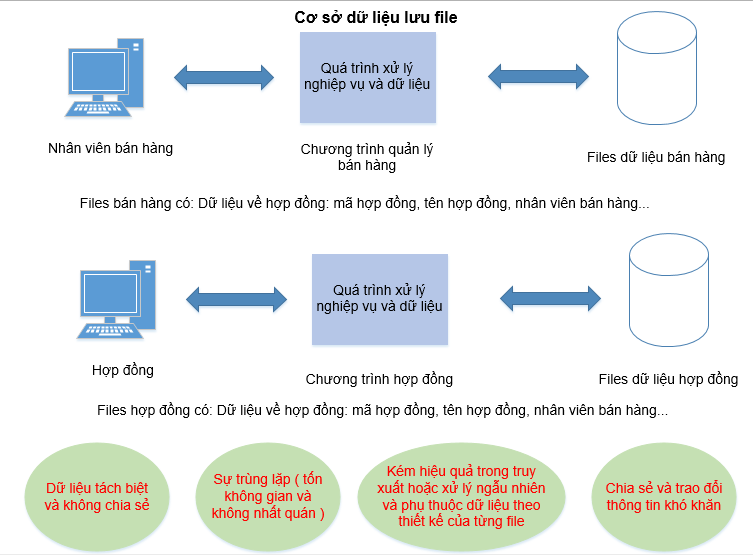 Cơ sở dữ liệu lưu file
Quá trình xử lý
nghiệp vụ và dữ liệu
Nhân viên bán hàng
Chương trình quản lý
bán hàng
Files dữ liệu bán hàng
Files bán hàng có: Dữ liệu về hợp đồng: mã hợp đồng, tên hợp đồng, nhân viên bán hàng...
Quá trình xử lý
nghiệp vụ và dữ liệu
Hợp đồng
Chương trình hợp đồng
Files dữ liệu hợp đồng
Files hợp đồng có: Dữ liệu về hợp đồng: mã hợp đồng, tên hợp đồng, nhân viên bán hàng...
Dữ liệu tách biệt
và không chia sẻ
Sự trùng lặp ( tốn
không gian và
không nhất quán )
Kém hiệu quả trong truy
xuất hoặc xử lý ngẫu nhiên
và phụ thuộc dữ liệu theo
thiết kế của từng file
Chia sẻ và trao đổi
thông tin khó khăn